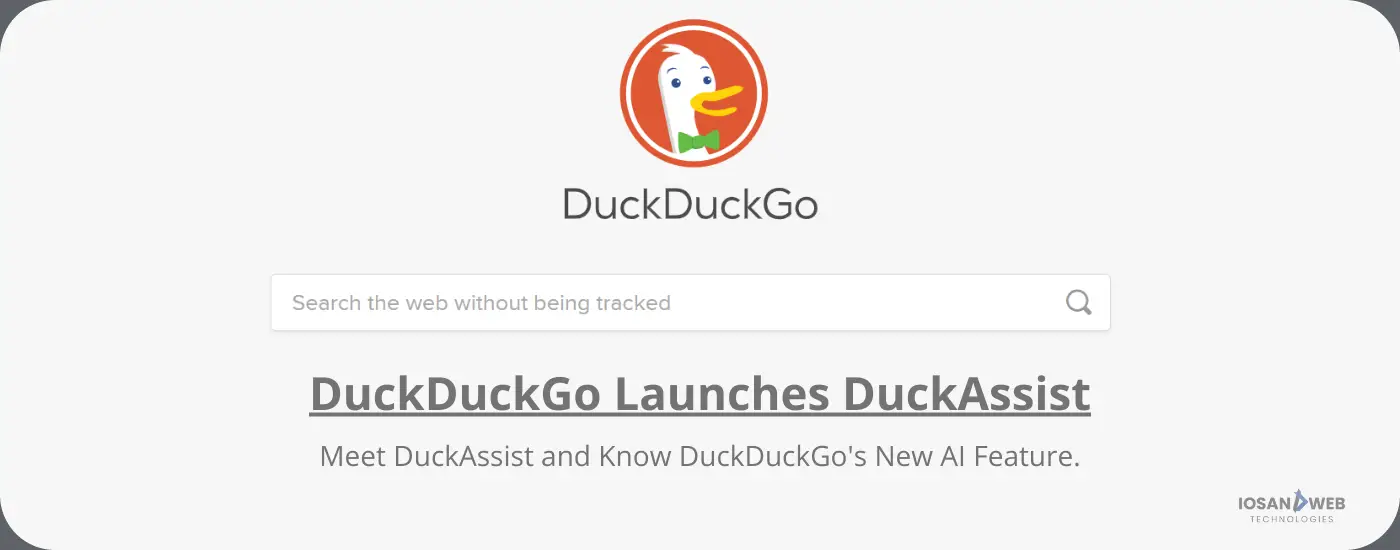 DuckDuckGo
Search the web without being tracked
DuckDuckGo Launches DuckAssist
Meet DuckAssist and Know DuckDuckGo's New AI Feature.
IOSANDWEB
TECHNOLOGIES